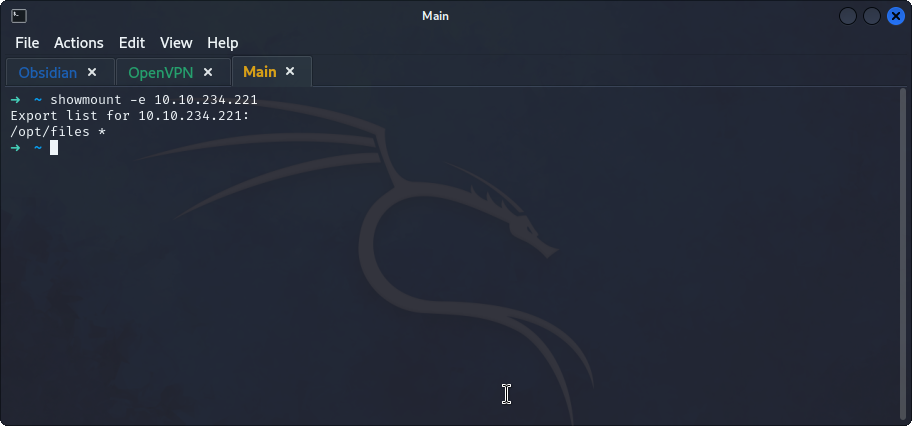 Main
File Actions Edit View Help
Obsidian × OpenVPN × Main ×
→ ~ showmount -e 10.10.234.221
Export list for 10.10.234.221:
/opt/files *
→ ~